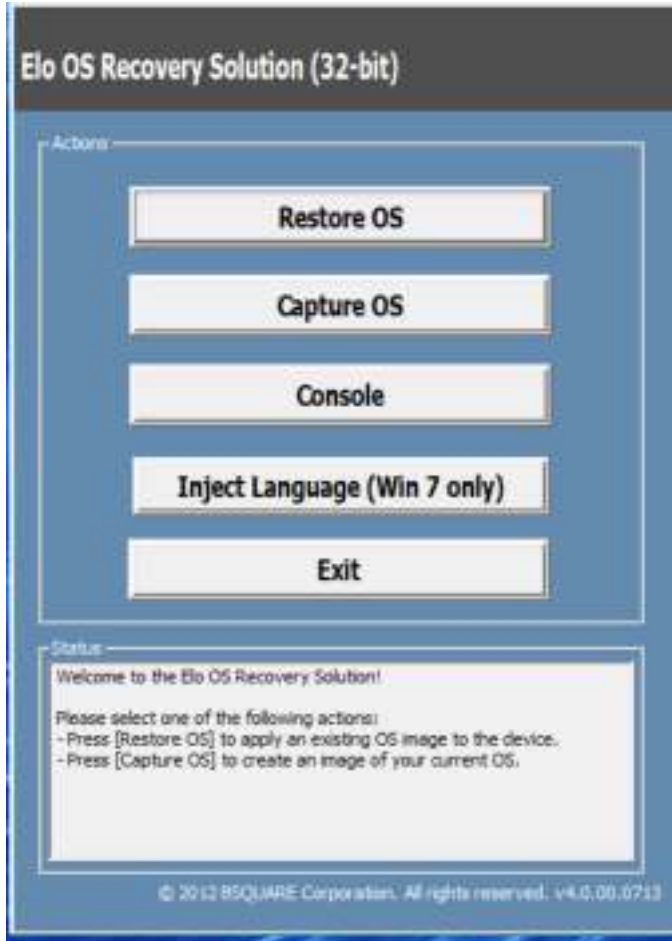 Elo OS Recovery Solution (32-bit)
Actions
Restore OS
Capture OS
Console
Inject Language (Win 7 only)
Exit
Status
Welcome to the Elo OS Recovery Solution!
Please select one of the following actions:
- Press [Restore OS] to apply an existing OS image to the device.
- Press [Capture OS] to create an image of your current OS.
© 2012 BSQUARE Corporation. All rights reserved. v4.0.00.0713